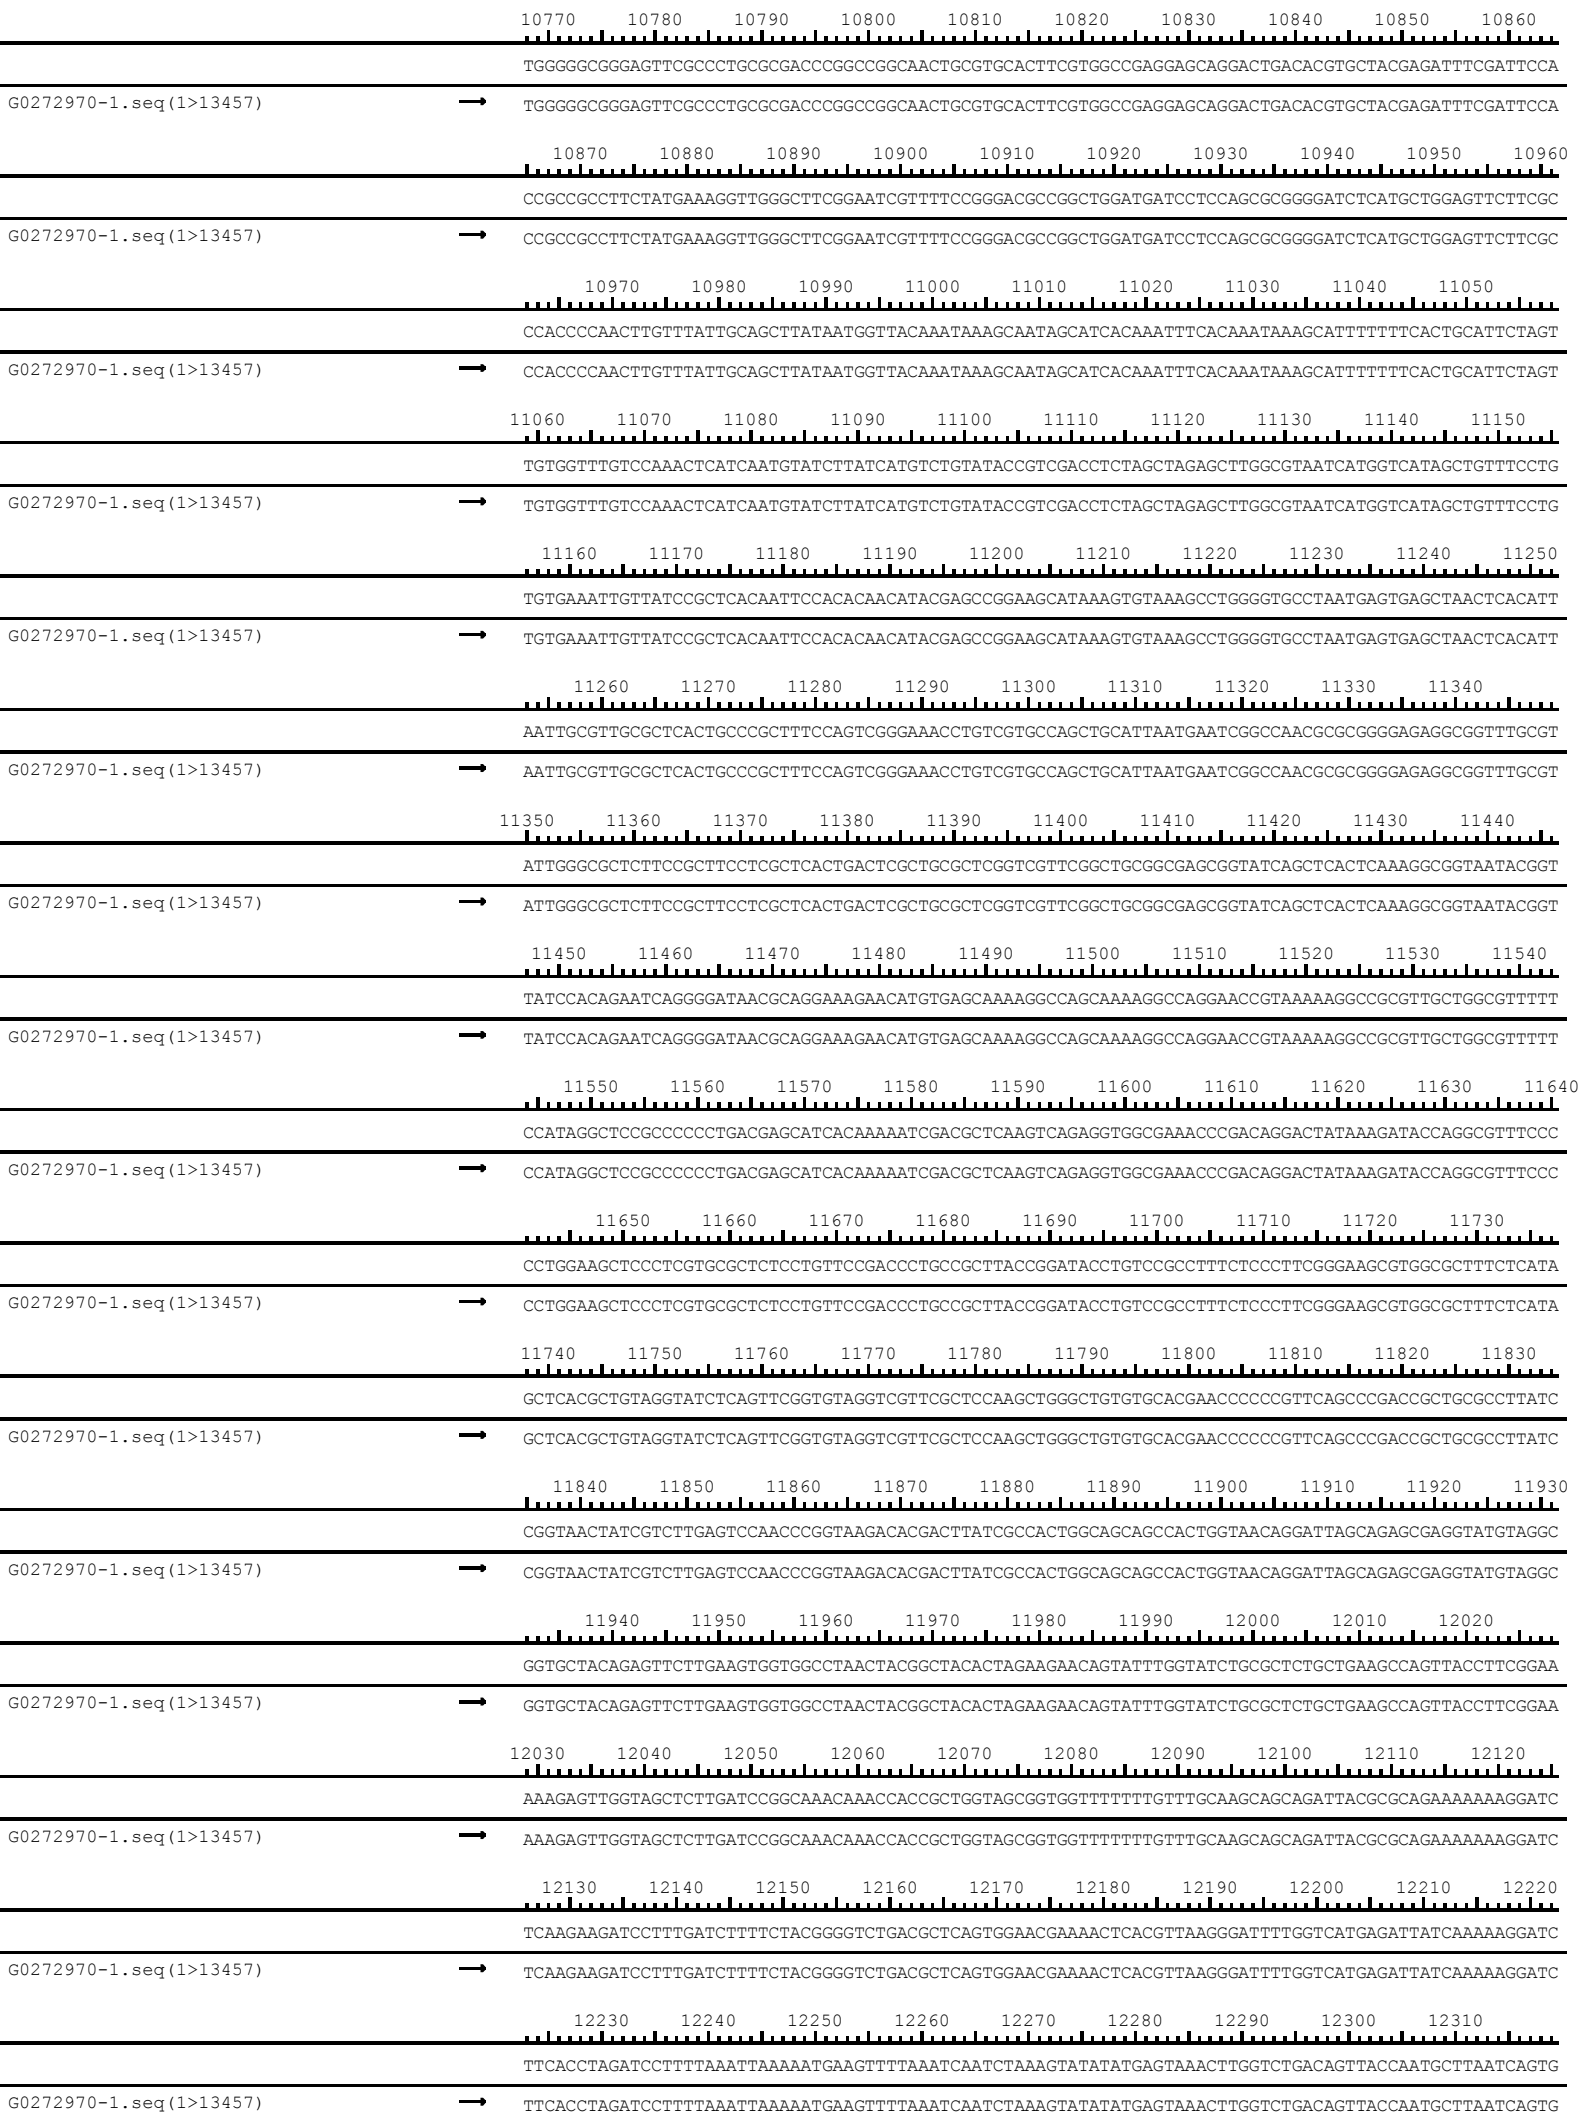 10770 10780 10790 10800 10810 10820 10830 10840 10850 10860
TGGGGGCGGGAGTTCGCCCTGCGCGACCCGGCCGGCAACTGCGTGCACTTCGTGGCCGAGGAGCAGGACTGACACGTGCTACGAGATTTCGATTCCA
G0272970-1.seq(1>13457) → TGGGGGCGGGAGTTCGCCCTGCGCGACCCGGCCGGCAACTGCGTGCACTTCGTGGCCGAGGAGCAGGACTGACACGTGCTACGAGATTTCGATTCCA
10870 10880 10890 10900 10910 10920 10930 10940 10950 10960
CCGCCGCCTTCTATGAAAGGTTGGGCTTCGGAATCGTTTTCCGGGACGCCGGCTGGATGATCCTCCAGCGCGGGGATCTCATGCTGGAGTTCTTCGC
G0272970-1.seq(1>13457) → CCGCCGCCTTCTATGAAAGGTTGGGCTTCGGAATCGTTTTCCGGGACGCCGGCTGGATGATCCTCCAGCGCGGGGATCTCATGCTGGAGTTCTTCGC
10970 10980 10990 11000 11010 11020 11030 11040 11050
CCACCCCAACTTGTTTATTGCAGCTTATAATGGTTACAAATAAAGCAATAGCATCACAAATTTCACAAATAAAGCATTTTTTTCACTGCATTCTAGT
G0272970-1.seq(1>13457) → CCACCCCAACTTGTTTATTGCAGCTTATAATGGTTACAAATAAAGCAATAGCATCACAAATTTCACAAATAAAGCATTTTTTTCACTGCATTCTAGT
11060 11070 11080 11090 11100 11110 11120 11130 11140 11150
TGTGGTTTGTCCAAACTCATCAATGTATCTTATCATGTCTGTATACCGTCGACCTCTAGCTAGAGCTTGGCGTAATCATGGTCATAGCTGTTTCCTG
G0272970-1.seq(1>13457) → TGTGGTTTGTCCAAACTCATCAATGTATCTTATCATGTCTGTATACCGTCGACCTCTAGCTAGAGCTTGGCGTAATCATGGTCATAGCTGTTTCCTG
11160 11170 11180 11190 11200 11210 11220 11230 11240 11250
TGTGAAATTGTTATCCGCTCACAATTCCACACAACATACGAGCCGGAAGCATAAAGTGTAAAGCCTGGGGTGCCTAATGAGTGAGCTAACTCACATT
G0272970-1.seq(1>13457) → TGTGAAATTGTTATCCGCTCACAATTCCACACAACATACGAGCCGGAAGCATAAAGTGTAAAGCCTGGGGTGCCTAATGAGTGAGCTAACTCACATT
11260 11270 11280 11290 11300 11310 11320 11330 11340
AATTGCGTTGCGCTCACTGCCCGCTTTCCAGTCGGGAAACCTGTCGTGCCAGCTGCATTAATGAATCGGCCAACGCGCGGGGAGAGGCGGTTTGCGT
G0272970-1.seq(1>13457) → AATTGCGTTGCGCTCACTGCCCGCTTTCCAGTCGGGAAACCTGTCGTGCCAGCTGCATTAATGAATCGGCCAACGCGCGGGGAGAGGCGGTTTGCGT
11350 11360 11370 11380 11390 11400 11410 11420 11430 11440
ATTGGGCGCTCTTCCGCTTCCTCGCTCACTGACTCGCTGCGCTCGGTCGTTCGGCTGCGGCGAGCGGTATCAGCTCACTCAAAGGCGGTAATACGGT
G0272970-1.seq(1>13457) → ATTGGGCGCTCTTCCGCTTCCTCGCTCACTGACTCGCTGCGCTCGGTCGTTCGGCTGCGGCGAGCGGTATCAGCTCACTCAAAGGCGGTAATACGGT
11450 11460 11470 11480 11490 11500 11510 11520 11530 11540
TATCCACAGAATCAGGGGATAACGCAGGAAAGAACATGTGAGCAAAAGGCCAGCAAAAGGCCAGGAACCGTAAAAAGGCCGCGTTGCTGGCGTTTTT
G0272970-1.seq(1>13457) → TATCCACAGAATCAGGGGATAACGCAGGAAAGAACATGTGAGCAAAAGGCCAGCAAAAGGCCAGGAACCGTAAAAAGGCCGCGTTGCTGGCGTTTTT
11550 11560 11570 11580 11590 11600 11610 11620 11630 11640
CCATAGGCTCCGCCCCCCTGACGAGCATCACAAAAATCGACGCTCAAGTCAGAGGTGGCGAAACCCGACAGGACTATAAAGATACCAGGCGTTTCCC
G0272970-1.seq(1>13457) → CCATAGGCTCCGCCCCCCTGACGAGCATCACAAAAATCGACGCTCAAGTCAGAGGTGGCGAAACCCGACAGGACTATAAAGATACCAGGCGTTTCCC
11650 11660 11670 11680 11690 11700 11710 11720 11730
CCTGGAAGCTCCCTCGTGCGCTCTCCTGTTCCGACCCTGCCGCTTACCGGATACCTGTCCGCCTTTCTCCCTTCGGGAAGCGTGGCGCTTTCTCATA
G0272970-1.seq(1>13457) → CCTGGAAGCTCCCTCGTGCGCTCTCCTGTTCCGACCCTGCCGCTTACCGGATACCTGTCCGCCTTTCTCCCTTCGGGAAGCGTGGCGCTTTCTCATA
11740 11750 11760 11770 11780 11790 11800 11810 11820 11830
GCTCACGCTGTAGGTATCTCAGTTCGGTGTAGGTCGTTCGCTCCAAGCTGGGCTGTGTGCACGAACCCCCCGTTCAGCCCGACCGCTGCGCCTTATC
G0272970-1.seq(1>13457) → GCTCACGCTGTAGGTATCTCAGTTCGGTGTAGGTCGTTCGCTCCAAGCTGGGCTGTGTGCACGAACCCCCCGTTCAGCCCGACCGCTGCGCCTTATC
11840 11850 11860 11870 11880 11890 11900 11910 11920 11930
CGGTAACTATCGTCTTGAGTCCAACCCGGTAAGACACGACTTATCGCCACTGGCAGCAGCCACTGGTAACAGGATTAGCAGAGCGAGGTATGTAGGC
G0272970-1.seq(1>13457) → CGGTAACTATCGTCTTGAGTCCAACCCGGTAAGACACGACTTATCGCCACTGGCAGCAGCCACTGGTAACAGGATTAGCAGAGCGAGGTATGTAGGC
11940 11950 11960 11970 11980 11990 12000 12010 12020
GGTGCTACAGAGTTCTTGAAGTGGTGGCCTAACTACGGCTACACTAGAAGAACAGTATTTGGTATCTGCGCTCTGCTGAAGCCAGTTACCTTCGGAA
G0272970-1.seq(1>13457) → GGTGCTACAGAGTTCTTGAAGTGGTGGCCTAACTACGGCTACACTAGAAGAACAGTATTTGGTATCTGCGCTCTGCTGAAGCCAGTTACCTTCGGAA
12030 12040 12050 12060 12070 12080 12090 12100 12110 12120
AAAGAGTTGGTAGCTCTTGATCCGGCAAACAAACCACCGCTGGTAGCGGTGGTTTTTTTGTTTGCAAGCAGCAGATTACGCGCAGAAAAAAAGGATC
G0272970-1.seq(1>13457) → AAAGAGTTGGTAGCTCTTGATCCGGCAAACAAACCACCGCTGGTAGCGGTGGTTTTTTTGTTTGCAAGCAGCAGATTACGCGCAGAAAAAAAGGATC
12130 12140 12150 12160 12170 12180 12190 12200 12210 12220
TCAAGAAGATCCTTTGATCTTTTCTACGGGGTCTGACGCTCAGTGGAACGAAAACTCACGTTAAGGGATTTTGGTCATGAGATTATCAAAAAGGATC
G0272970-1.seq(1>13457) → TCAAGAAGATCCTTTGATCTTTTCTACGGGGTCTGACGCTCAGTGGAACGAAAACTCACGTTAAGGGATTTTGGTCATGAGATTATCAAAAAGGATC
12230 12240 12250 12260 12270 12280 12290 12300 12310
TTCACCTAGATCCTTTTAAATTAAAAATGAAGTTTTAAATCAATCTAAAGTATATATGAGTAAACTTGGTCTGACAGTTACCAATGCTTAATCAGTG
G0272970-1.seq(1>13457) → TTCACCTAGATCCTTTTAAATTAAAAATGAAGTTTTAAATCAATCTAAAGTATATATGAGTAAACTTGGTCTGACAGTTACCAATGCTTAATCAGTG